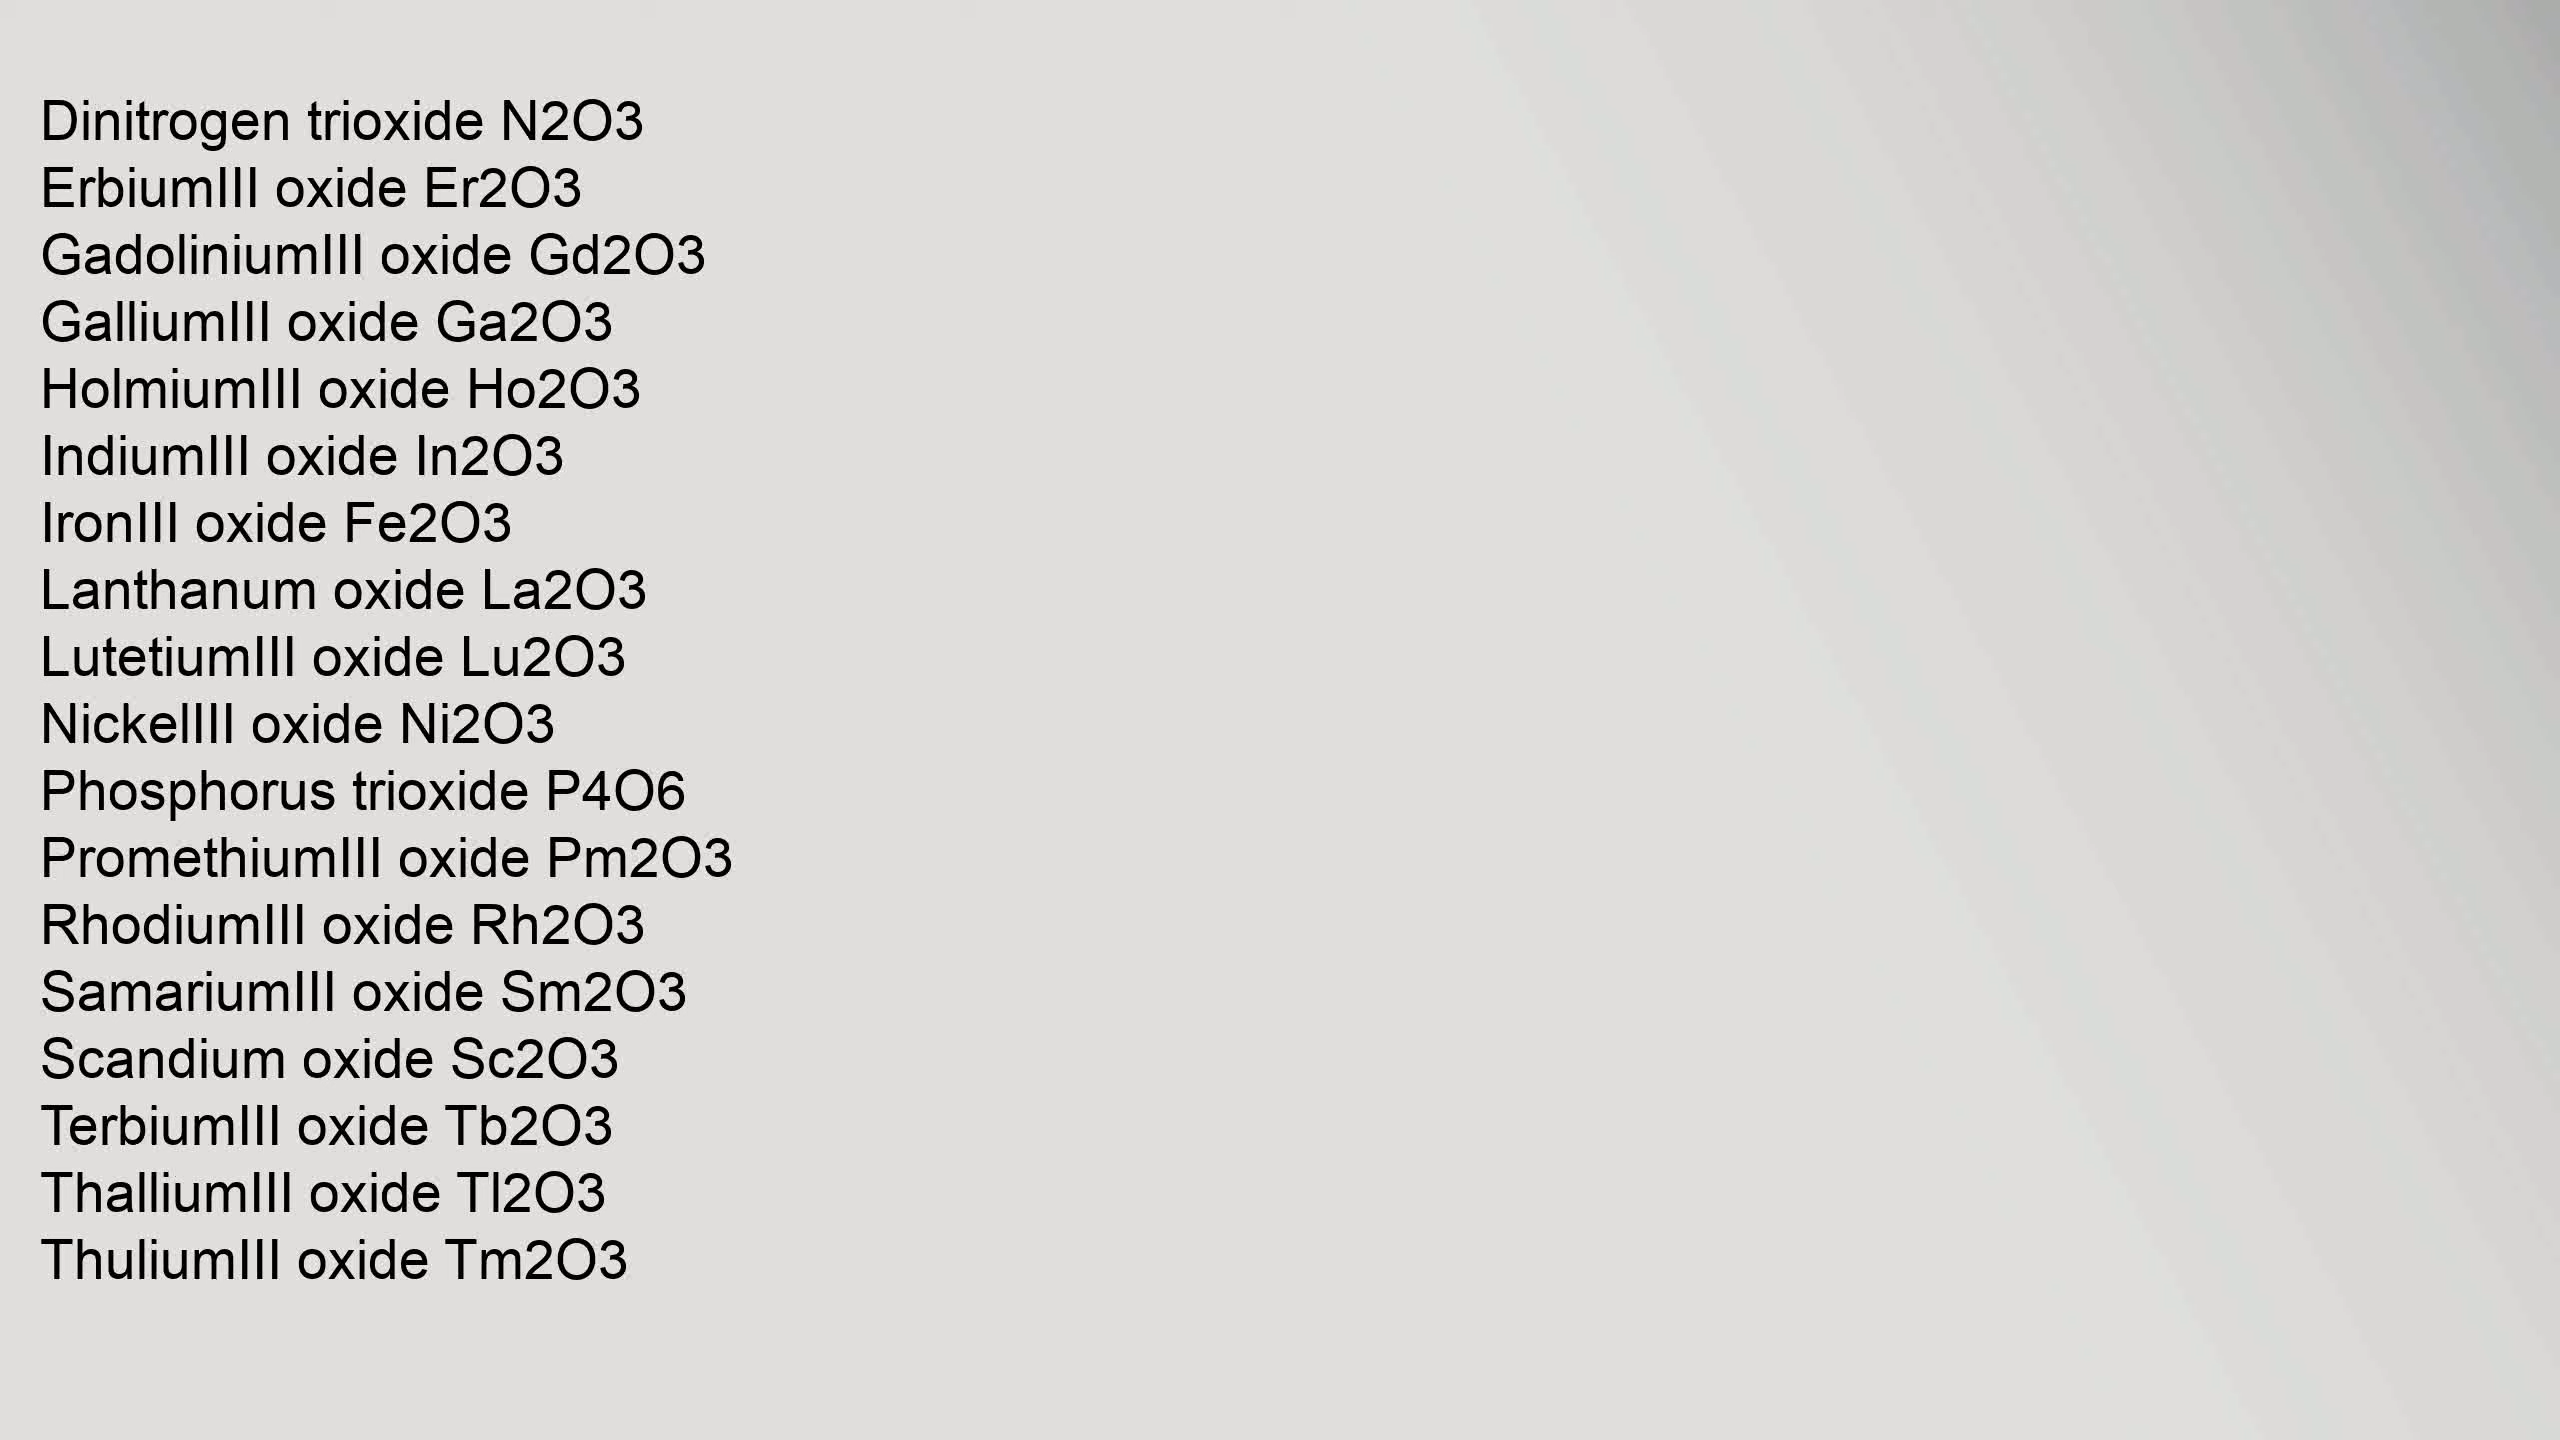 Dinitrogen trioxide N2O3
ErbiumIII oxide Er2O3
GadoliniumIII oxide Gd2O3
GalliumIII oxide Ga2O3
HolmiumIII oxide Ho2O3
IndiumIII oxide In2O3
IronIII oxide Fe2O3
Lanthanum oxide La2O3
LutetiumIII oxide Lu2O3
NickelIII oxide Ni2O3
Phosphorus trioxide P4O6
PromethiumIII oxide Pm2O3
RhodiumIII oxide Rh2O3
SamariumIII oxide Sm2O3
Scandium oxide Sc2O3
TerbiumIII oxide Tb2O3
ThalliumIII oxide Tl2O3
ThuliumIII oxide Tm2O3